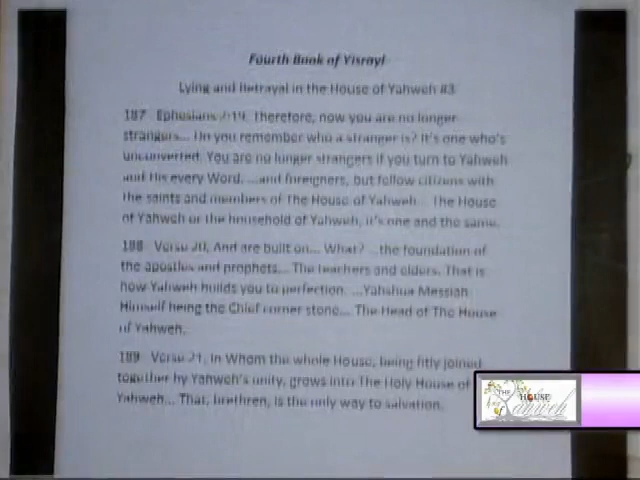 Fourth Book of Yisrayl
Lying and Betrayal in the House of Yahweh #3
187 Ephesians 2:19, Therefore, now you are no longer
strangers... Do you remember who a stranger is? It's one who's
unconverted. You are no longer strangers if you turn to Yahweh
and His every Word. ...and foreigners, but fellow citizens with
the saints and members of The House of Yahweh... The House
of Yahweh or the household of Yahweh, it's one and the same.
188 Verse 20, And are built on... What? ...the foundation of
the apostles and prophets... The teachers and elders. That is
how Yahweh builds you to perfection. ...Yahshua Messiah
Himself being the Chief corner stone... The Head of The House
of Yahweh.
189 Verse 21, In Whom the whole House, being fitly joined
together by Yahweh's unity, grows into The Holy House of
Yahweh... That, brethren, is the only way to salvation.
THE HOUSE
Yahweh